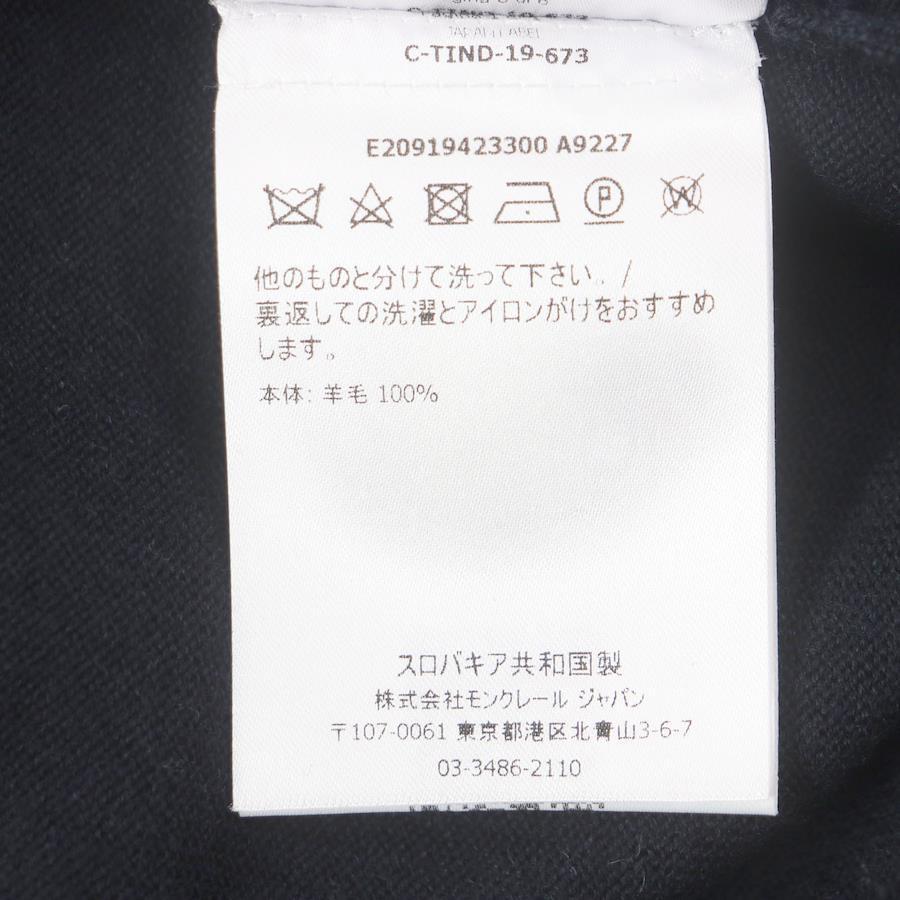 JAPAN LABEL
C-TIND-19-673
E20919423300 A9227
P
W
他のものと分けて洗って下さい。/
裏返しての洗濯とアイロンがけをおすすめ
します。
本体: 羊毛 100%
スロバキア共和国製
株式会社モンクレール ジャパン
〒107-0061 東京都港区北青山3-6-7
03-3486-2110